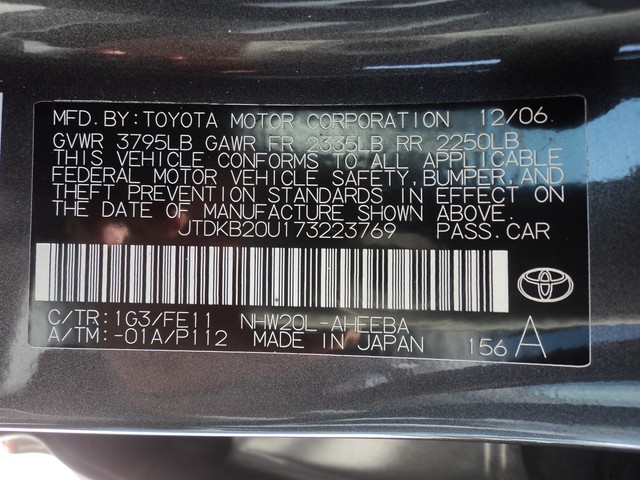 MFD.BY:TOYOTA MOTOR CORPORATION 12/06.
GVWR 3795LB GAWR FR 2335LB RR 2250LB
THIS VEHICLE CONFORMS TO ALL APPLICABLE
FEDERAL MOTOR VEHICLE SAFETY, BUMPER, AND
THEFT PREVENTION STANDARDS IN EFFECT ON
THE DATE OF MANUFACTURE SHOWN ABOVE.
JTDKB20U173223769 PASS.CAR
C/TR:1G3/FE11 NHW20L-AHEEBA
A/TM:-01A/P112 MADE IN JAPAN 156 A